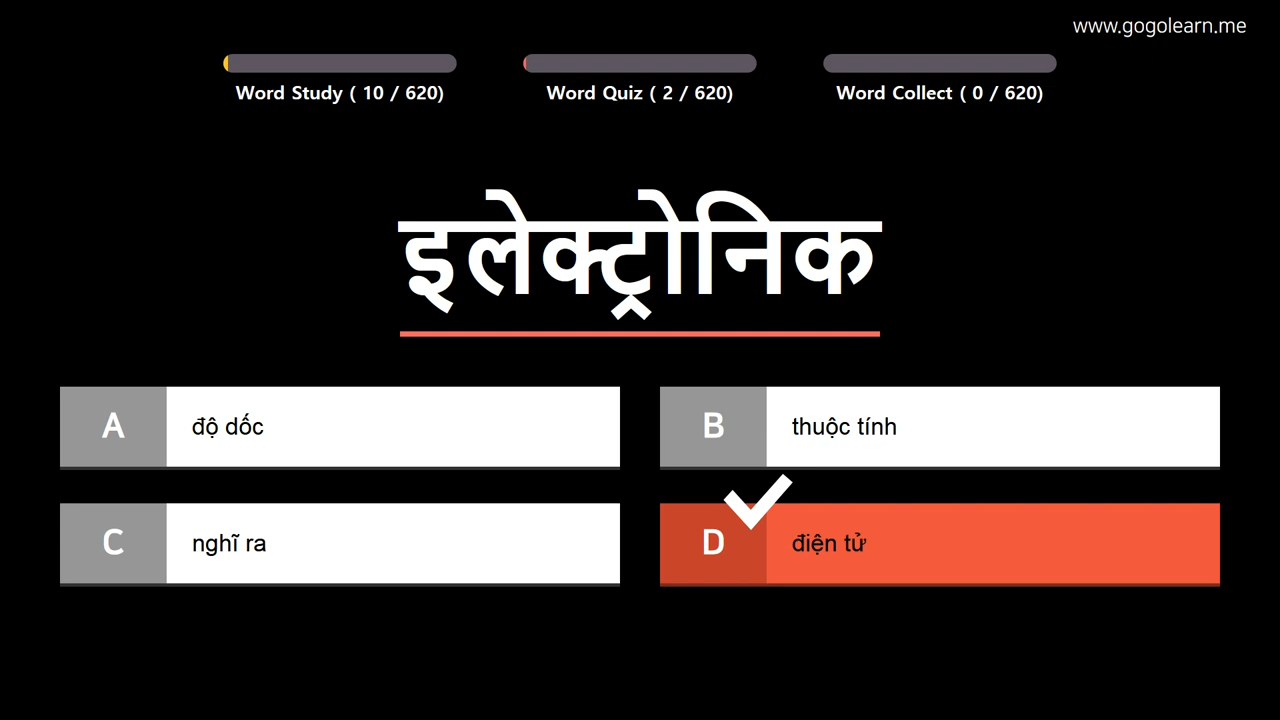 www.gogolearn.me
Word Study ( 10 / 620)
Word Quiz ( 2 / 620)
Word Collect ( 0 / 620)
इलेक्ट्रोनिक
A độ dốc
B thuộc tính
C nghĩ ra
D điện tử